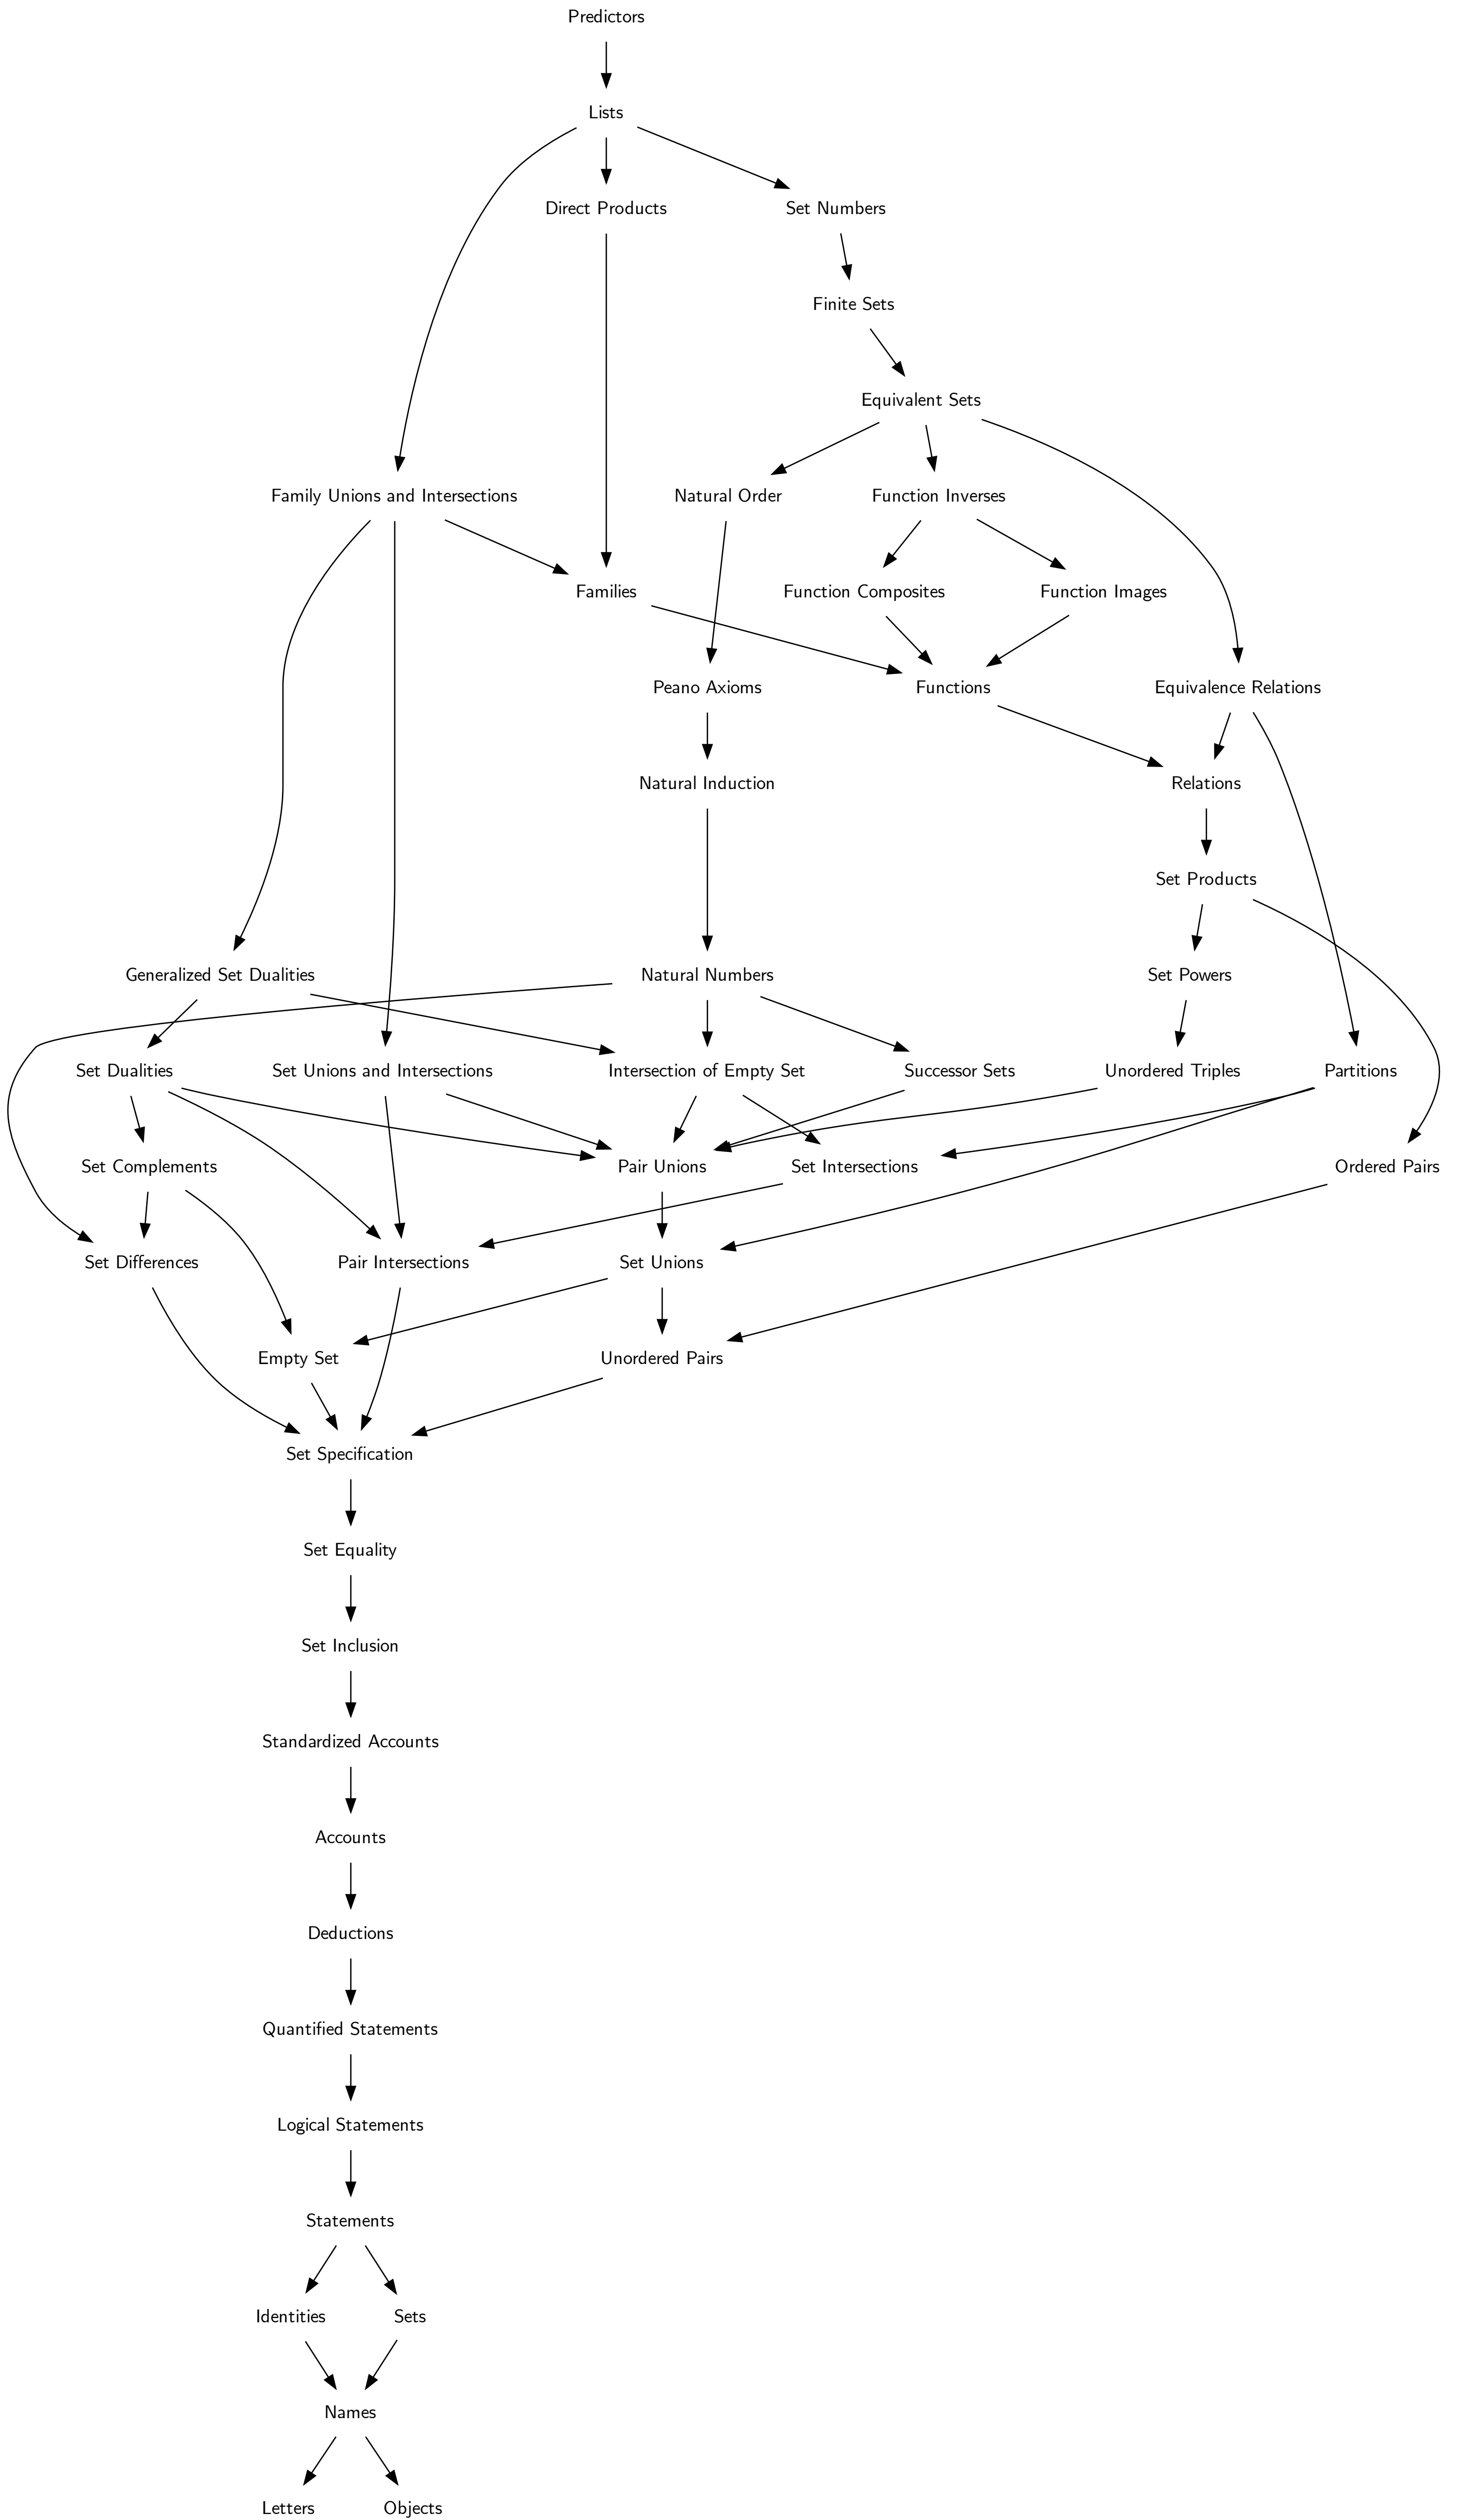 Predictors
Lists
Direct Products
Set Numbers
Finite Sets
Equivalent Sets
Family Unions and Intersections
Natural Order
Function Inverses
Families
Function Composites
Function Images
Peano Axioms
Functions
Equivalence Relations
Natural Induction
Relations
Set Products
Generalized Set Dualities
Natural Numbers
Set Powers
Set Dualities
Set Unions and Intersections
Intersection of Empty Set
Successor Sets
Unordered Triples
Partitions
Set Complements
Pair Unions
Set Intersections
Ordered Pairs
Set Differences
Pair Intersections
Set Unions
Empty Set
Unordered Pairs
Set Specification
Set Equality
Set Inclusion
Standardized Accounts
Accounts
Deductions
Quantified Statements
Logical Statements
Statements
Identities
Sets
Names
Letters
Objects